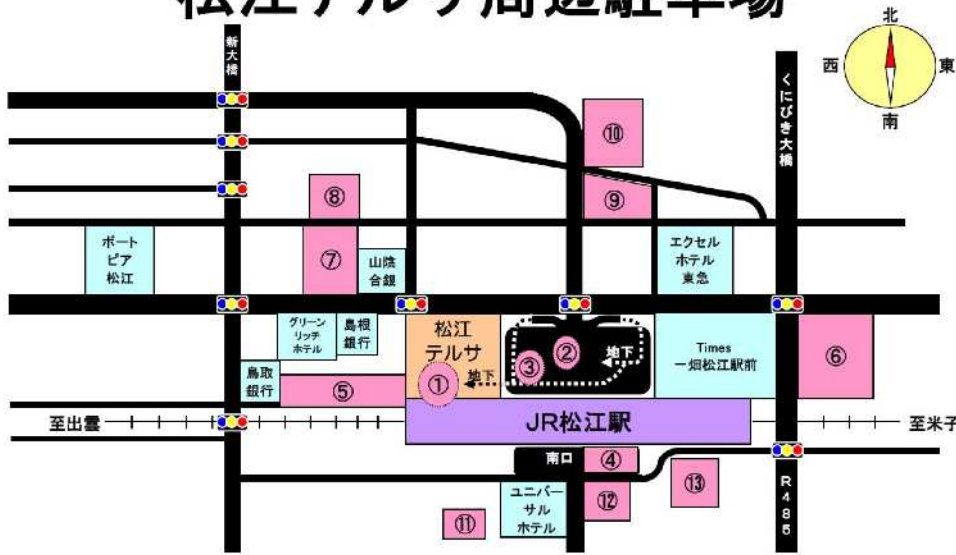 松江テルサ周辺駐車場
北
西
東
南
新大橋
くにびき大橋
⑩
⑧
⑨
ポート
ピア
松江
⑦
山陰
合銀
エクセル
ホテル
東急
グリーン
リッチ
ホテル
島根
銀行
松江
テルサ
②
③
地下
Times
一畑松江駅前
⑥
鳥取
銀行
⑤
①
地下
至出雲
JR松江駅
至米子
南口
④
ユニバー
サル
ホテル
⑫
⑬
⑪
R485